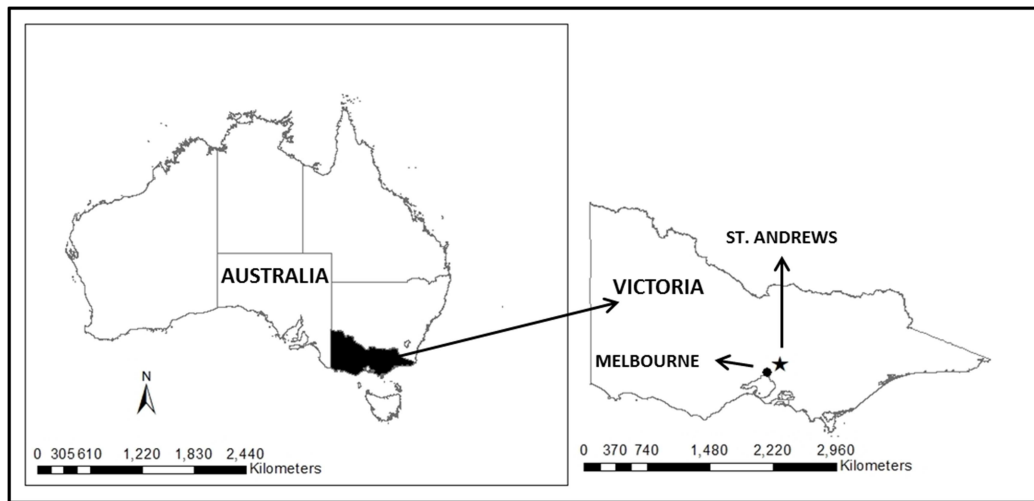 AUSTRALIA
N
0 305 610 1,220 1,830 2,440
Kilometers
ST. ANDREWS
VICTORIA
MELBOURNE
0 370 740 1,480 2,220 2,960
Kilometers